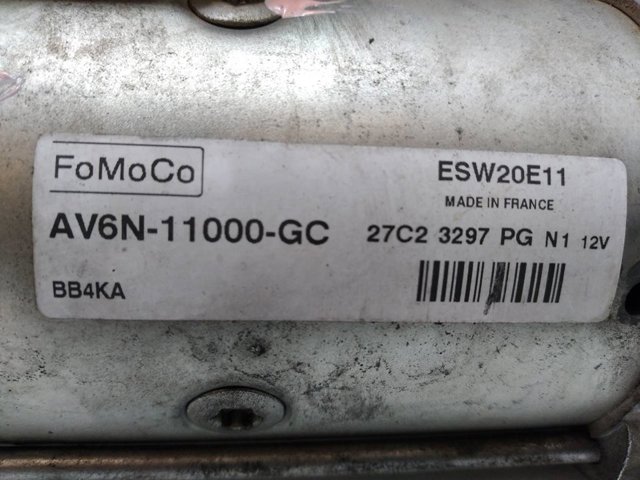 FoMoCo
ESW20E11
MADE IN FRANCE
AV6N-11000-GC
27C2 3297 PG N1 12V
BB4KA